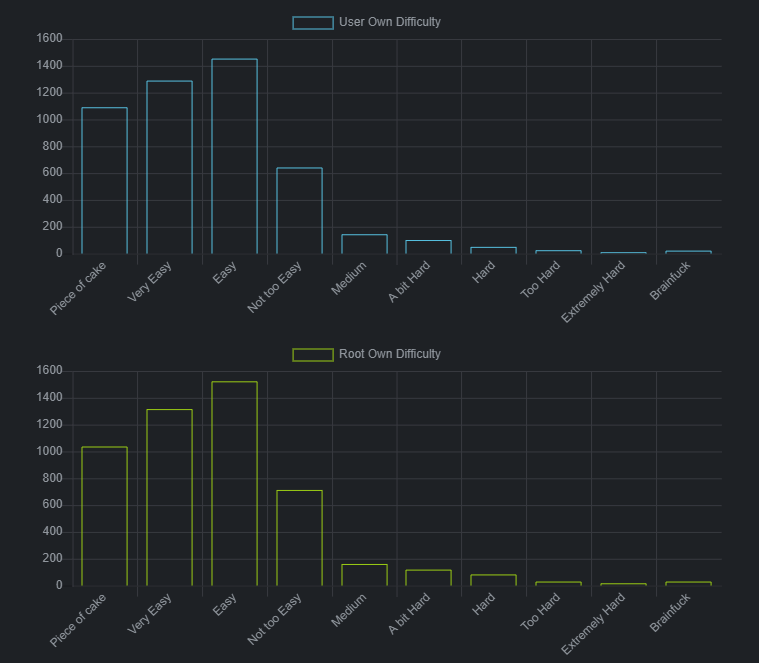 User Own Difficulty
1600
1400
1200
1000
800
600
400
200
0
Piece of cake
Very Easy
Easy
Not too Easy
Medium
A bit Hard
Hard
Too Hard
Extremely Hard
Brainfuck
Root Own Difficulty
1600
1400
1200
1000
800
600
400
200
0
Piece of cake
Very Easy
Easy
Not too Easy
Medium
A bit Hard
Hard
Too Hard
Extremely Hard
Brainfuck